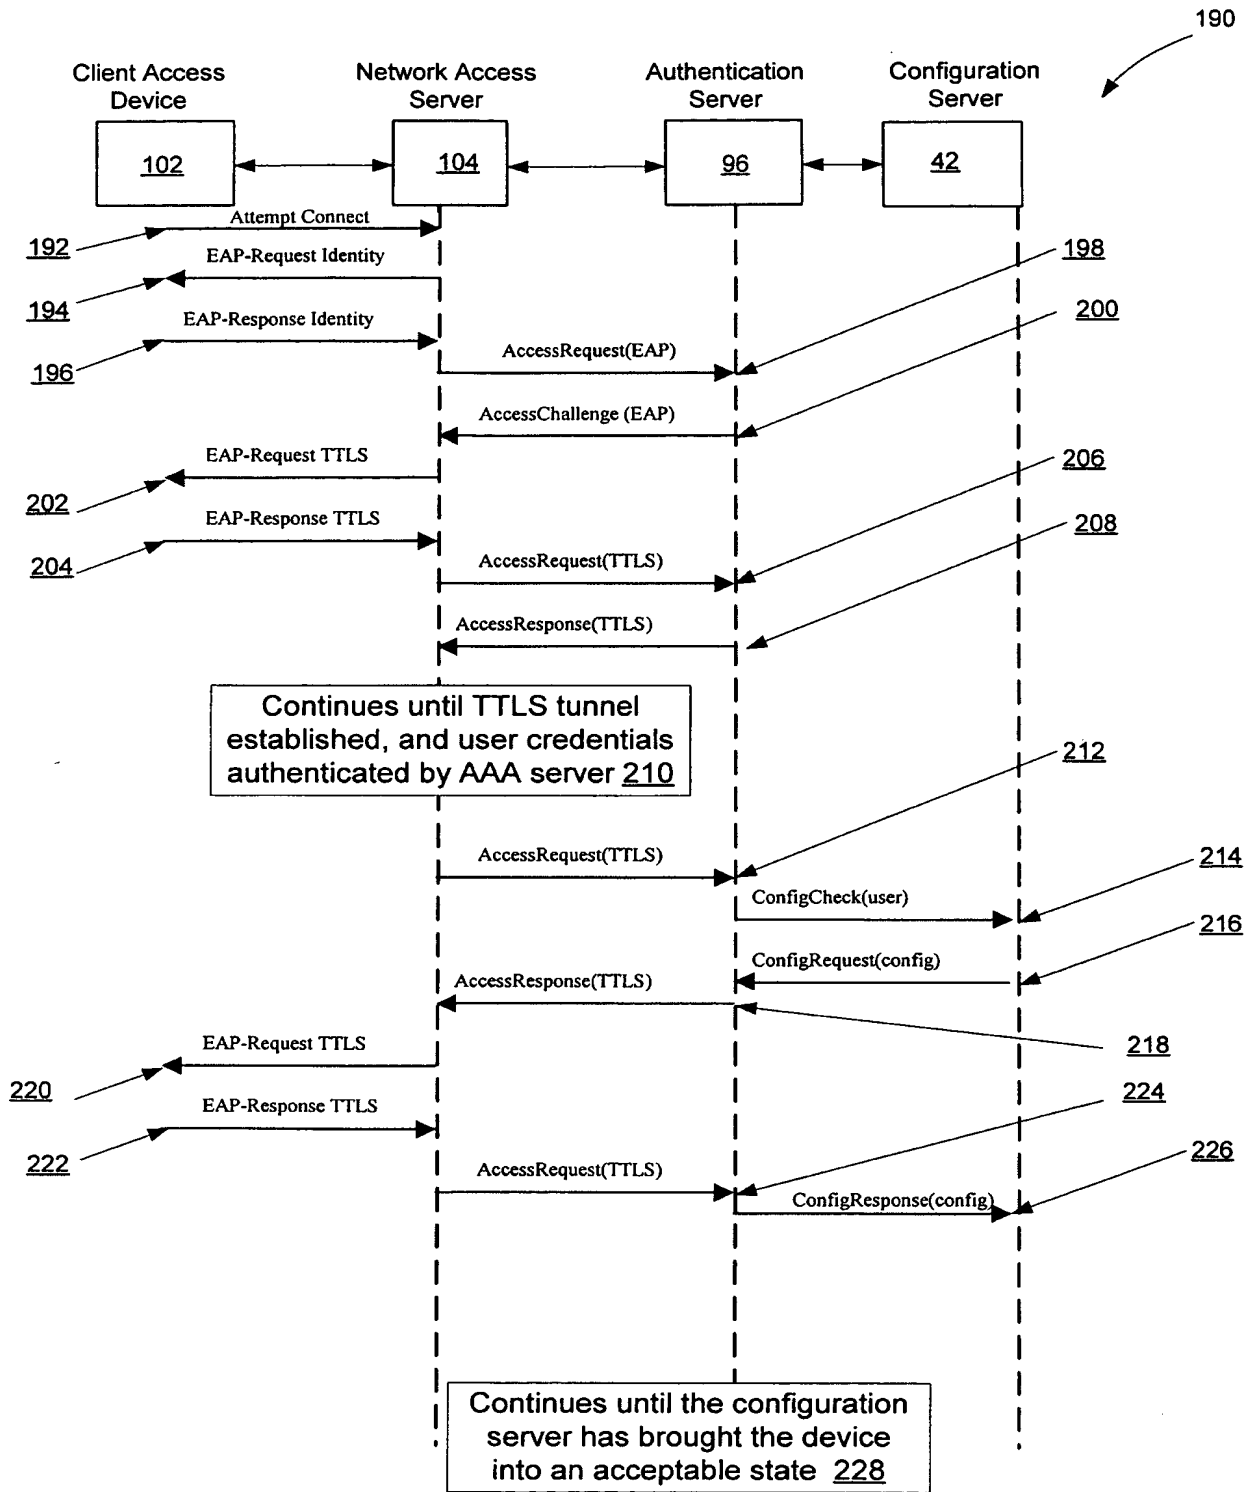 190
Client Access
Device
Network Access
Server
Authentication
Server
Configuration
Server
102
104
96
42
Attempt Connect
192
EAP-Request Identity
198
194
EAP-Response Identity
200
196
AccessRequest(EAP)
AccessChallenge (EAP)
EAP-Request TTLS
206
202
EAP-Response TTLS
208
204
AccessRequest(TTLS)
AccessResponse(TTLS)
Continues until TTLS tunnel
established, and user credentials
authenticated by AAA server 210
212
AccessRequest(TTLS)
214
ConfigCheck(user)
216
ConfigRequest(config)
AccessResponse(TTLS)
EAP-Request TTLS
218
220
224
EAP-Response TTLS
222
226
AccessRequest(TTLS)
ConfigResponse(config)
Continues until the configuration
server has brought the device
into an acceptable state 228